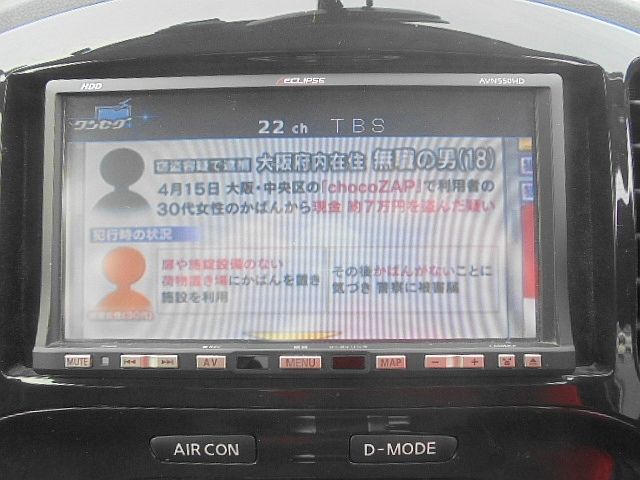 HDD
ECLIPSE
AVN550HD
ワンセグ
22 ch TBS
窃盗容疑で逮捕 大阪府内在住 無職の男(18)
4月15日 大阪・中央区の「chocoZAP」で利用者の
30代女性のかばんから現金 約7万円を盗んだ疑い
犯行時の状況
扉や施錠設備のない
荷物置き場にかばんを置き
施設を利用
その後かばんがないことに
気づき 警察に被害届
被害女性(30代)
MUTE
AV
MENU
MAP
AIR CON
D-MODE